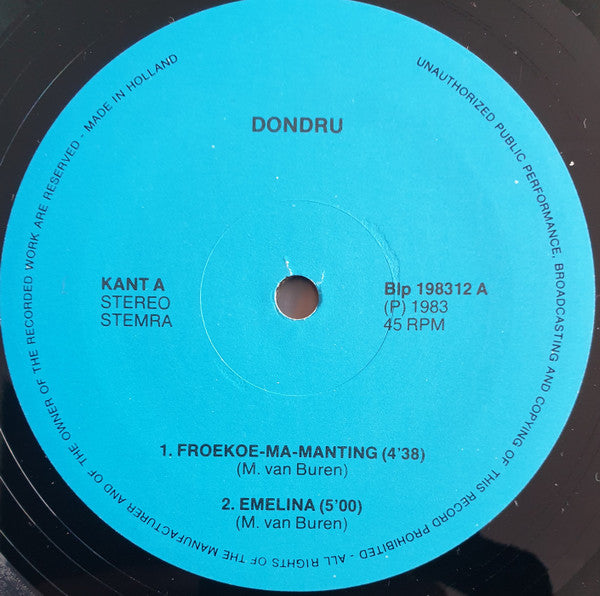 DONDRU
KANT A
STEREO
STEMRA
Blp 198312 A
(P) 1983
45 RPM
1. FROEKOE-MA-MANTING (4'38)
(M. van Buren)
2. EMELINA (5'00)
(M. van Buren)
UNAUTHORIZED PUBLIC PERFORMANCE, BROADCASTING AND COPYING OF THIS RECORD PROHIBITED - ALL RIGHTS OF THE MANUFACTURER AND OF THE OWNER OF THE RECORDED WORK ARE RESERVED - MADE IN HOLLAND